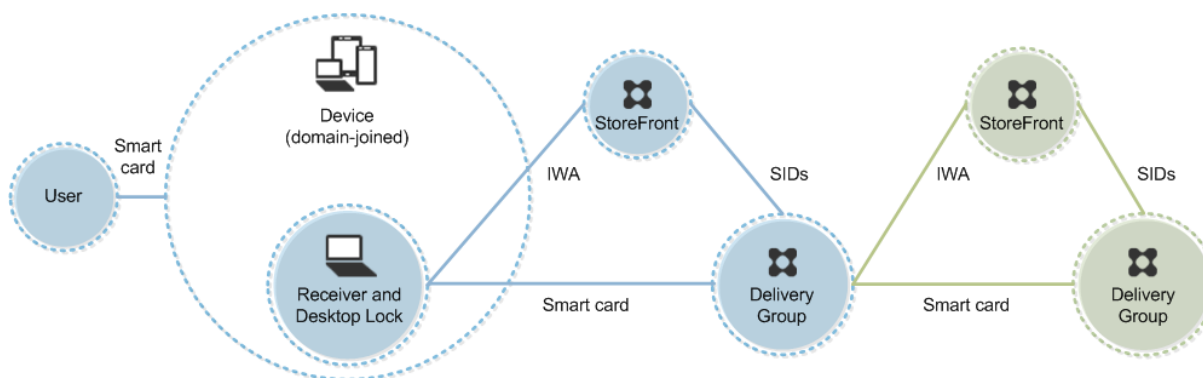 User
Smart
card
Device
(domain-joined)
Receiver and
Desktop Lock
IWA
StoreFront
SIDs
Smart card
Delivery
Group
IWA
StoreFront
SIDs
Smart card
Delivery
Group